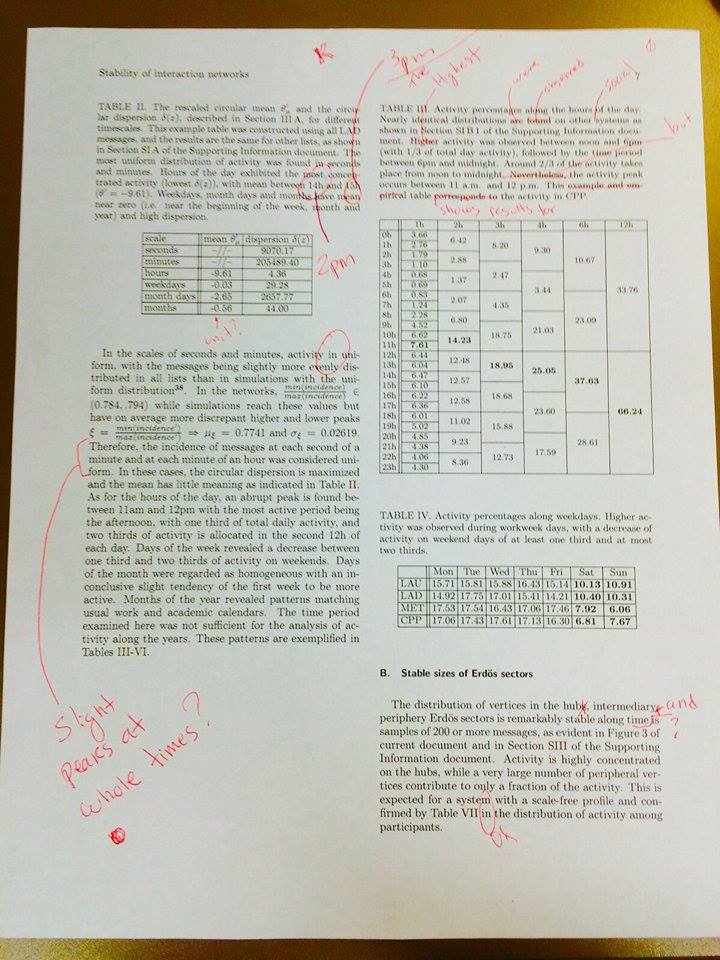 Stability of interaction networks
TABLE II. The rescaled circular mean θ'μ and the circular
lar dispersion δ(z), described in Section III A, for different
timescales. This example table was constructed using all LAD
messages, and the results are the same for other lists, as shown
in Section SI.A of the Supporting Information document. The
most uniform distribution of activity was found in seconds
and minutes. Hours of the day exhibited the most concen-
trated activity (lowest δ(z)), with mean between 14h and 15h
(θ' = −9.61). Weekdays, month days and months have mean
near zero (i.e. near the beginning of the week, month and
year) and high dispersion.
3pm
2pm
scale mean θ'μ dispersion δ(z)
seconds −//− 9070.17
minutes −//− 205489.40
hours -9.61 4.36
weekdays -0.03 29.28
month days -2.65 2657.77
months -0.56 44.00
unit?
In the scales of seconds and minutes, activity in uni-
form, with the messages being slightly more evenly dis-
tributed in all lists than in simulations with the uni-
form distribution³⁸. In the networks, min(incidence)/max(incidence) ∈
(0.784, .794) while simulations reach these values but
have on average more discrepant higher and lower peaks
ξ = min(incidence')/max(incidence') ⇒ μξ = 0.7741 and σξ = 0.02619.
Therefore, the incidence of messages at each second of a
minute and at each minute of an hour was considered uni-
form. In these cases, the circular dispersion is maximized
and the mean has little meaning as indicated in Table II.
As for the hours of the day, an abrupt peak is found be-
tween 11am and 12pm with the most active period being
the afternoon, with one third of total daily activity, and
two thirds of activity is allocated in the second 12h of
each day. Days of the week revealed a decrease between
one third and two thirds of activity on weekends. Days
of the month were regarded as homogeneous with an in-
conclusive slight tendency of the first week to be more
active. Months of the year revealed patterns matching
usual work and academic calendars. The time period
examined here was not sufficient for the analysis of ac-
tivity along the years. These patterns are exemplified in
Tables III-VI.
Slight
peaks at
whole times?
the Highest
were
observed
social
but
TABLE III. Activity percentages along the hours of the day.
Nearly identical distributions are found on other systems as
shown in Section SI B 1 of the Supporting Information docu-
ment. Higher activity was observed between noon and 6pm
(with 1/3 of total day activity), followed by the time period
between 6pm and midnight. Around 2/3 of the activity takes
place from noon to midnight. Nevertheless, the activity peak
occurs between 11 a.m. and 12 p.m. This example and em-
pirical table porresponds to the activity in CPP.
shows results for
1h 2h 3h 4h 6h 12h
0h 3.66 6.42 8.20 9.30 10.67 33.76
1h 2.76
2h 1.79 2.88
3h 1.10 2.47
4h 0.68 1.37 3.44
5h 0.69
6h 0.83 2.07 4.35 23.09
7h 1.24
8h 2.28 6.80 21.03
9h 4.52 18.75
10h 6.62 14.23
11h 7.61
12h 6.44 12.48 18.95 25.05 37.63 66.24
13h 6.04
14h 6.47 12.57
15h 6.10 18.68
16h 6.22 12.58 23.60
17h 6.36
18h 6.01 11.02 15.88 28.61
19h 5.02
20h 4.85 9.23 17.59
21h 4.38 12.73
22h 4.06 8.36
23h 4.30
TABLE IV. Activity percentages along weekdays. Higher ac-
tivity was observed during workweek days, with a decrease of
activity on weekend days of at least one third and at most
two thirds.
Mon Tue Wed Thu Fri Sat Sun
LAU 15.71 15.81 15.88 16.43 15.14 10.13 10.91
LAD 14.92 17.75 17.01 15.41 14.21 10.40 10.31
MET 17.53 17.54 16.43 17.06 17.46 7.92 6.06
CPP 17.06 17.43 17.61 17.13 16.30 6.81 7.67
B. Stable sizes of Erdös sectors
The distribution of vertices in the hubs, intermediary, and
periphery Erdös sectors is remarkably stable along time is ?
samples of 200 or more messages, as evident in Figure 3 of
current document and in Section SIII of the Supporting
Information document. Activity is highly concentrated
on the hubs, while a very large number of peripheral ver-
tices contribute to only a fraction of the activity. This is
expected for a system with a scale-free profile and con-
firmed by Table VII in the distribution of activity among
participants.